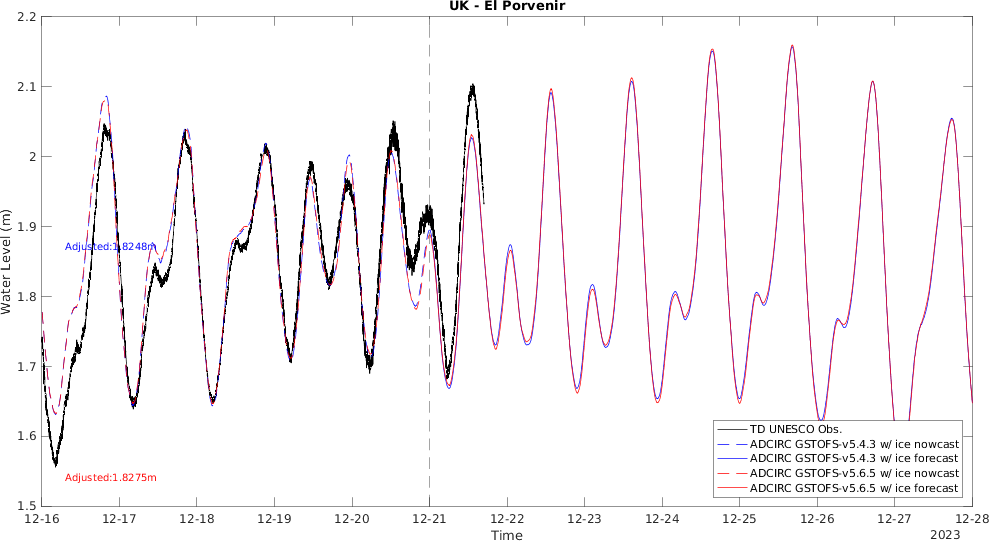 UK - El Porvenir
2.2
2.1
2
1.9
1.8
1.7
1.6
1.5
Water Level (m)
Adjusted:1.8248m
Adjusted:1.8275m
TD UNESCO Obs.
ADCIRC GSTOFS-v5.4.3 w/ ice nowcast
ADCIRC GSTOFS-v5.4.3 w/ ice forecast
ADCIRC GSTOFS-v5.6.5 w/ ice nowcast
ADCIRC GSTOFS-v5.6.5 w/ ice forecast
12-16 12-17 12-18 12-19 12-20 12-21 12-22 12-23 12-24 12-25 12-26 12-27 12-28
Time
2023